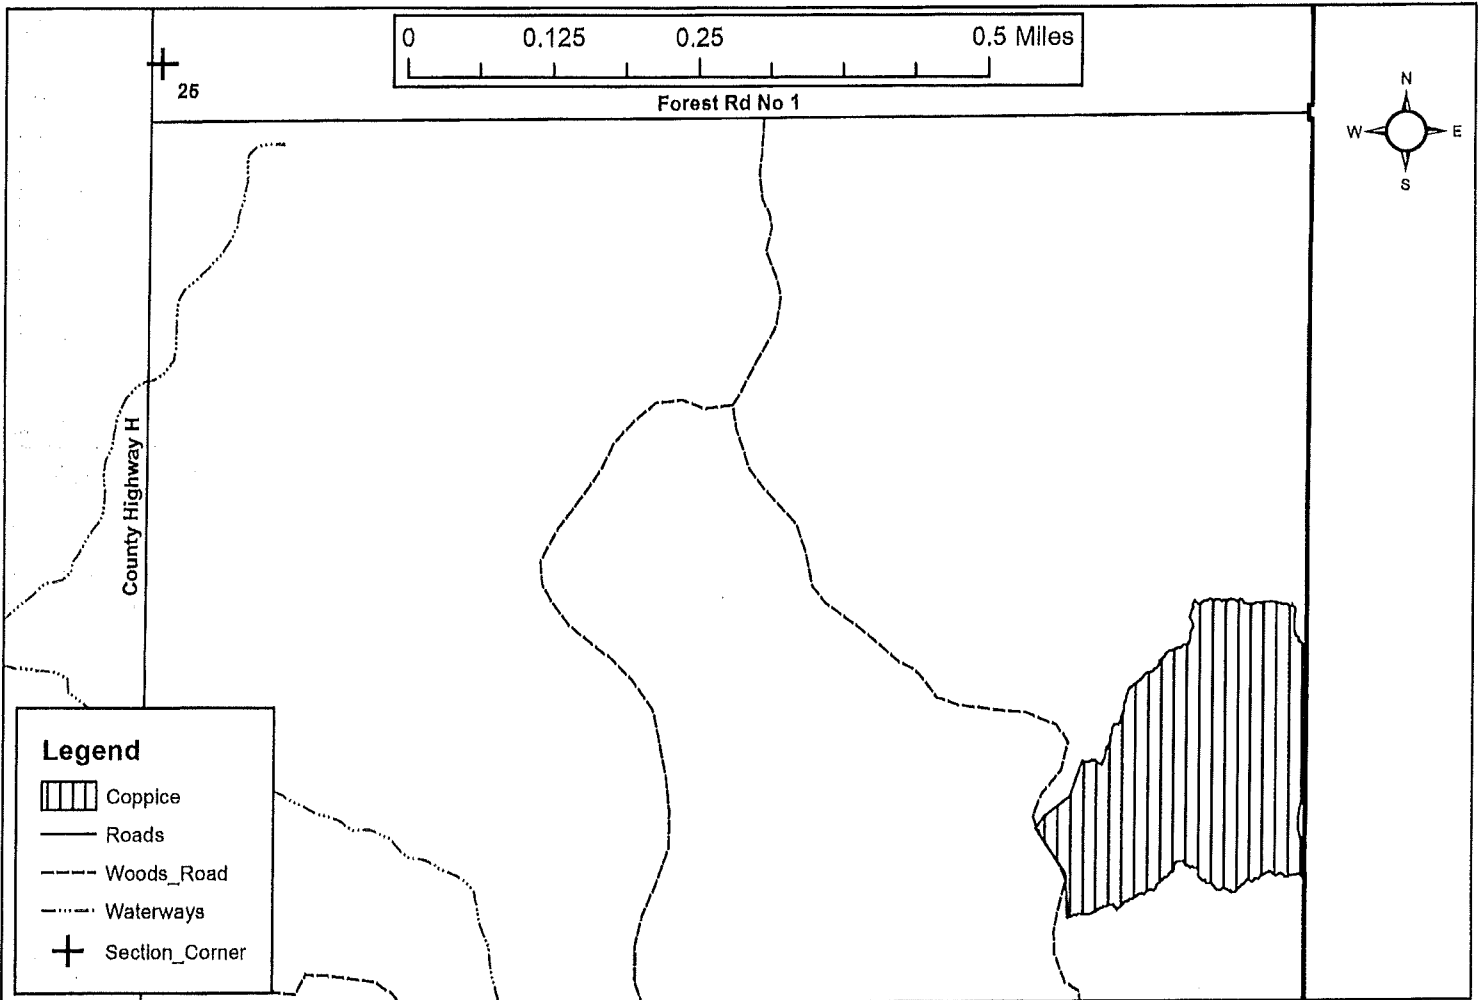 0 0.125 0.25 0.5 Miles
25
Forest Rd No 1
N
W E
S
County Highway H
Legend
Coppice
Roads
Woods_Road
Waterways
Section_Corner